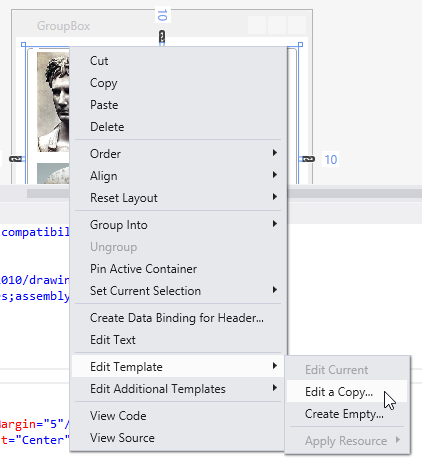 GroupBox
10
Cut
Copy
Paste
Delete
Order
Align
Reset Layout
10
Group Into
Ungroup
Pin Active Container
Set Current Selection
Create Data Binding for Header...
Edit Text
Edit Template
Edit Additional Templates
View Code
View Source
Edit Current
Edit a Copy...
Create Empty...
Apply Resource
compatibil
2010/drawin
s;assembly
Margin="5"/
t="Center"